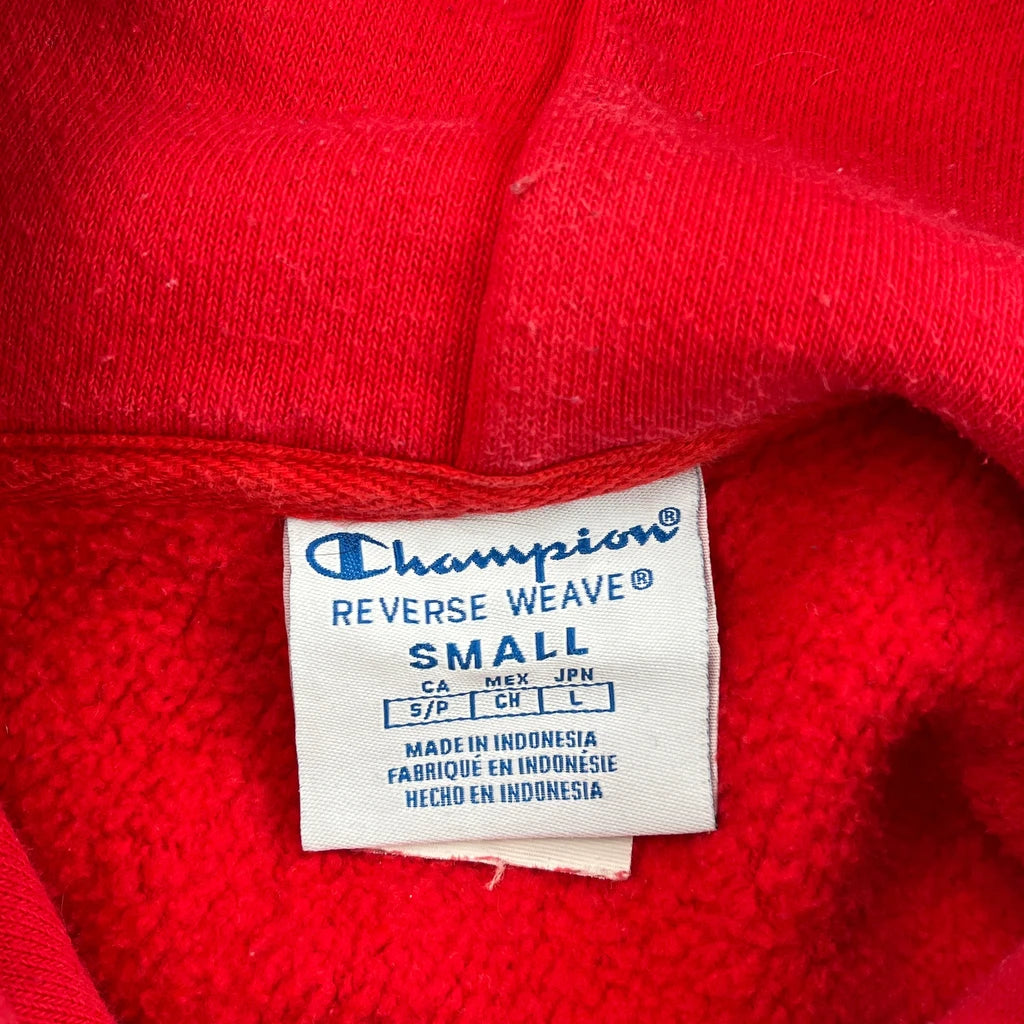 Champion®
REVERSE WEAVE®
SMALL
CA MEX JPN
S/P CH L
MADE IN INDONESIA
FABRIQUÉ EN INDONÉSIE
HECHO EN INDONESIA